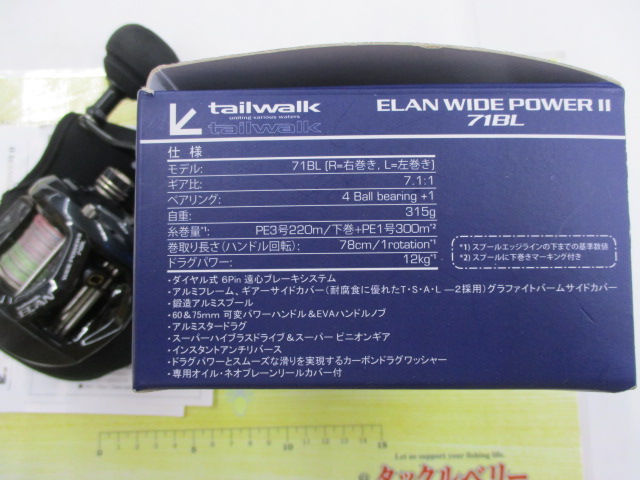 tailwalk
uniting various waters
tailwalk
ELAN WIDE POWER II
71BL
仕様
モデル: 71BL [R=右巻き, L=左巻き]
ギア比: 7.1:1
ベアリング: 4 Ball bearing +1
自重: 315g
糸巻量*1: PE3号220m/下巻+PE1号300m*2
巻取り長さ(ハンドル回転): 78cm/1rotation*1
ドラグパワー: 12kg*1
*1) スプールエッジラインの下までの基準数値
*2) スプールに下巻きマーキング付き
・ダイヤル式 6Pin 遠心ブレーキシステム
・アルミフレーム、ギアーサイドカバー(耐腐食に優れたT・S・A・L ―2採用)グラファイトパームサイドカバー
・鍛造アルミスプール
・60&75mm 可変パワーハンドル&EVAハンドルノブ
・アルミスタードラグ
・スーパーハイブラスドライブ&スーパー ピニオンギア
・インスタントアンチリバース
・ドラグパワーとスムーズな滑りを実現するカーボンドラグワッシャー
・専用オイル・ネオプレーンリールカバー付
ELAN
0 5 10 15
Let us support your fishing life.
タックルベリー